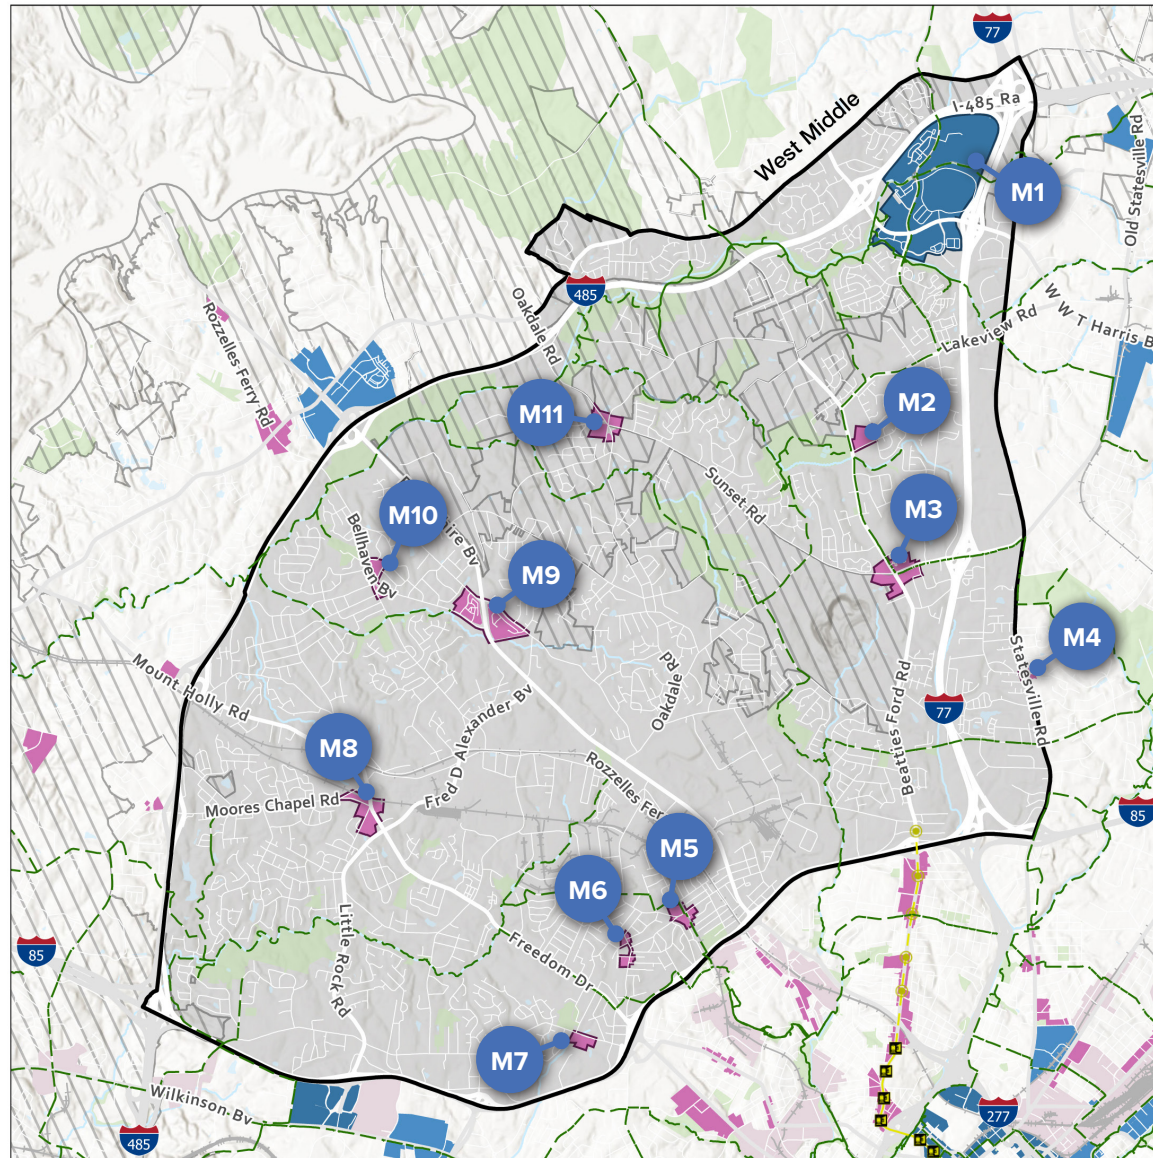 77
I-485 Ra
West Middle
M1
Old Statesville Rd
485
Oakdale Rd
W W T Harris B
Lakeview Rd
Rozzelles Ferry Rd
M11
M2
Sunset Rd
M10
M3
Bellhaven Bv
ire Bv
M9
M4
Mount Holly Rd
Oakdale Rd
Statesville Rd
Beatties Ford Rd
77
M8
Fred D Alexander Bv
Rozzelles Fer
Moores Chapel Rd
85
M5
M6
Little Rock Rd
Freedom Dr
85
M7
Wilkinson Bv
277
485